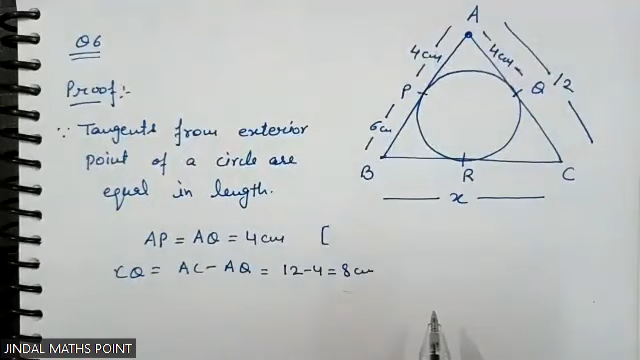 Q6
Proof :-
∵ Tangents from exterior
point of a circle are
equal in length.
AP = AQ = 4cm [
CQ = AC - AQ = 12-4 = 8cm
A
4cm
4cm
12
P
Q
6cm
B
R
C
x
JINDAL MATHS POINT